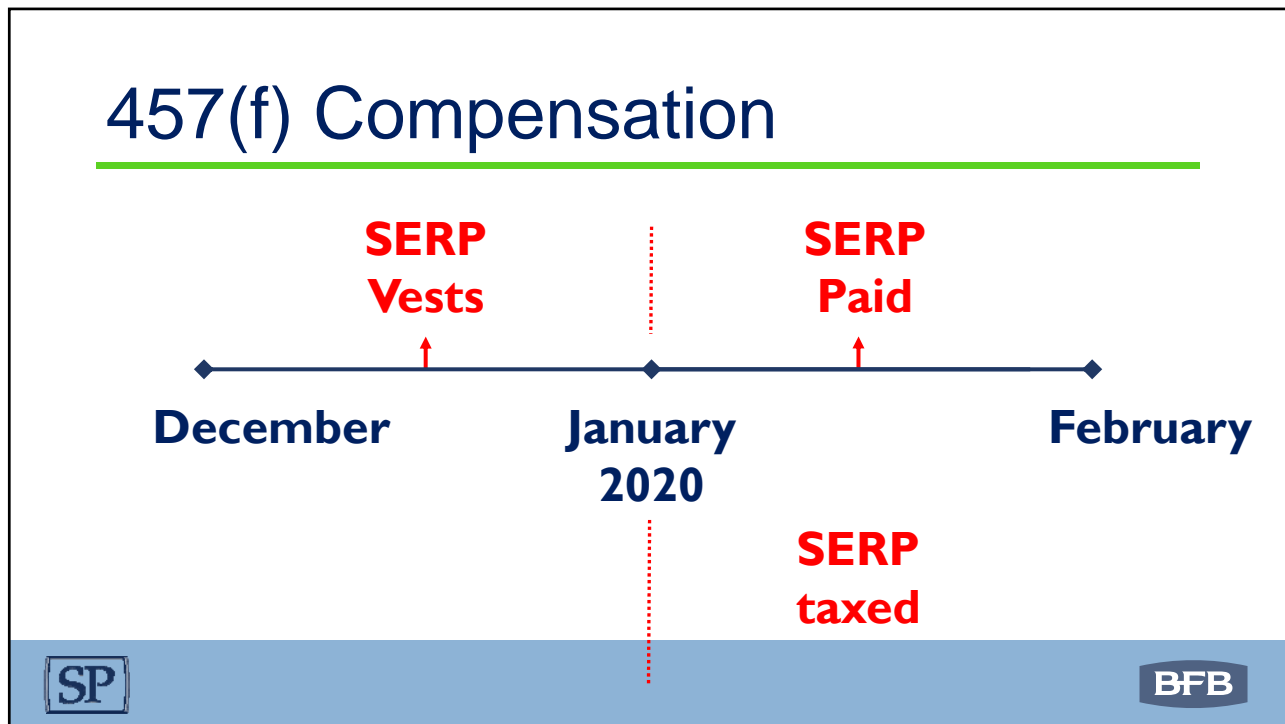 457(f) Compensation
SERP
Vests
SERP
Paid
December
January
2020
February
SERP
taxed
SP
BFB